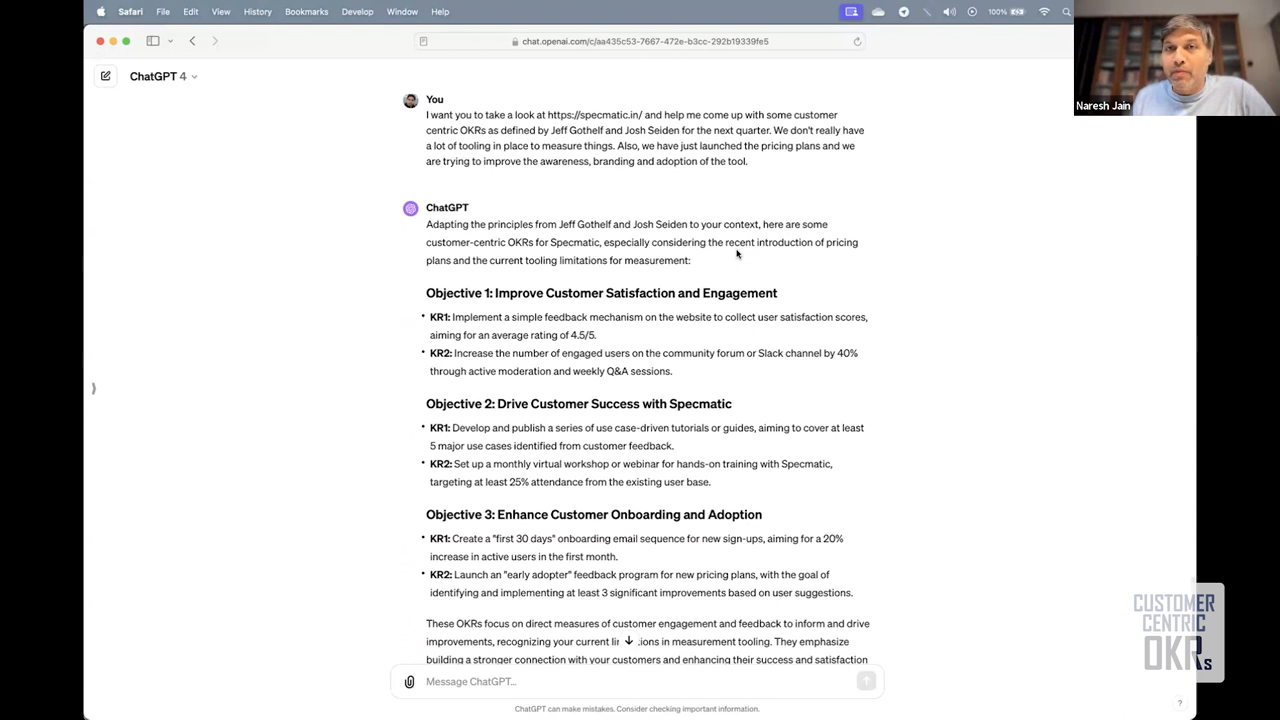 Safari File Edit View History Bookmarks Develop Window Help 100%
chat.openai.com/c/aa435c53-7667-472e-b3cc-292b19339fe5
ChatGPT 4
Naresh Jain
You
I want you to take a look at https://specmatic.in/ and help me come up with some customer
centric OKRs as defined by Jeff Gothelf and Josh Seiden for the next quarter. We don't really have
a lot of tooling in place to measure things. Also, we have just launched the pricing plans and we
are trying to improve the awareness, branding and adoption of the tool.
ChatGPT
Adapting the principles from Jeff Gothelf and Josh Seiden to your context, here are some
customer-centric OKRs for Specmatic, especially considering the recent introduction of pricing
plans and the current tooling limitations for measurement:
Objective 1: Improve Customer Satisfaction and Engagement
• KR1: Implement a simple feedback mechanism on the website to collect user satisfaction scores,
aiming for an average rating of 4.5/5.
• KR2: Increase the number of engaged users on the community forum or Slack channel by 40%
through active moderation and weekly Q&A sessions.
Objective 2: Drive Customer Success with Specmatic
• KR1: Develop and publish a series of use case-driven tutorials or guides, aiming to cover at least
5 major use cases identified from customer feedback.
• KR2: Set up a monthly virtual workshop or webinar for hands-on training with Specmatic,
targeting at least 25% attendance from the existing user base.
Objective 3: Enhance Customer Onboarding and Adoption
• KR1: Create a "first 30 days" onboarding email sequence for new sign-ups, aiming for a 20%
increase in active users in the first month.
• KR2: Launch an "early adopter" feedback program for new pricing plans, with the goal of
identifying and implementing at least 3 significant improvements based on user suggestions.
These OKRs focus on direct measures of customer engagement and feedback to inform and drive
improvements, recognizing your current in measurement tooling. They emphasize
building a stronger connection with your customers and enhancing their success and satisfaction
Message ChatGPT...
ChatGPT can make mistakes. Consider checking important information.
?
CUSTOMER
CENTRIC
OKRs